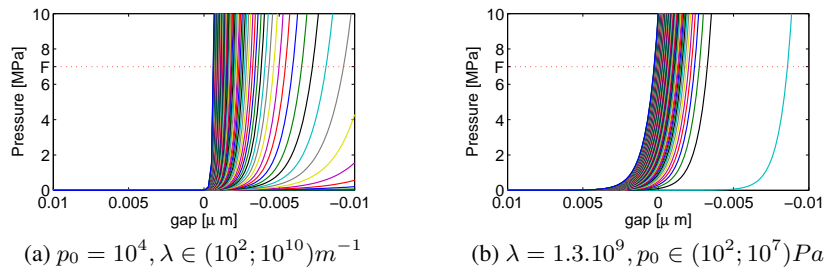 10
8
F
6
4
2
0
Pressure [MPa]
0.01
0.005
0
−0.005
−0.01
gap [μ m]
(a) p₀ = 10⁴, λ ∈ (10²; 10¹⁰)m⁻¹
10
8
F
6
4
2
0
Pressure [MPa]
0.01
0.005
0
−0.005
−0.01
gap [μ m]
(b) λ = 1.3.10⁹, p₀ ∈ (10²; 10⁷)Pa